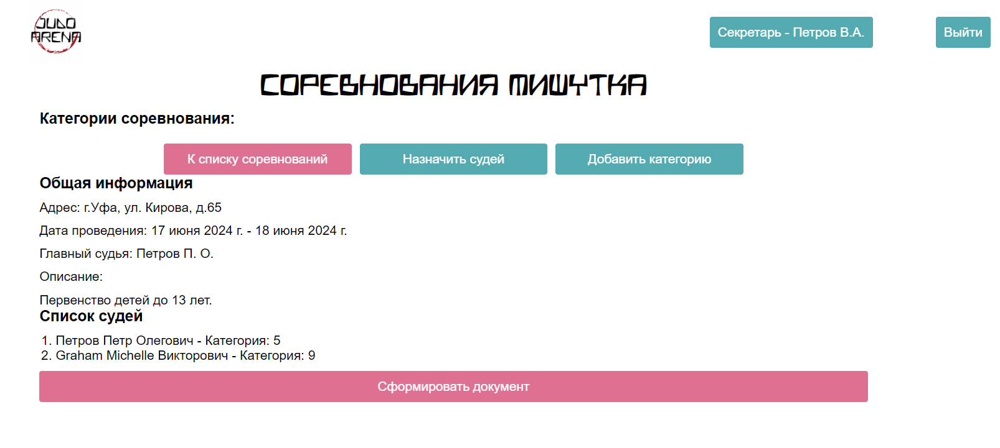 JUDO
ARENA
Секретарь - Петров В.А.
Выйти
СОРЕВНОВАНИЯ МИШУТКА
Категории соревнования:
К списку соревнований
Назначить судей
Добавить категорию
Общая информация
Адрес: г.Уфа, ул. Кирова, д.65
Дата проведения: 17 июня 2024 г. - 18 июня 2024 г.
Главный судья: Петров П. О.
Описание:
Первенство детей до 13 лет.
Список судей
1. Петров Петр Олегович - Категория: 5
2. Graham Michelle Викторович - Категория: 9
Сформировать документ